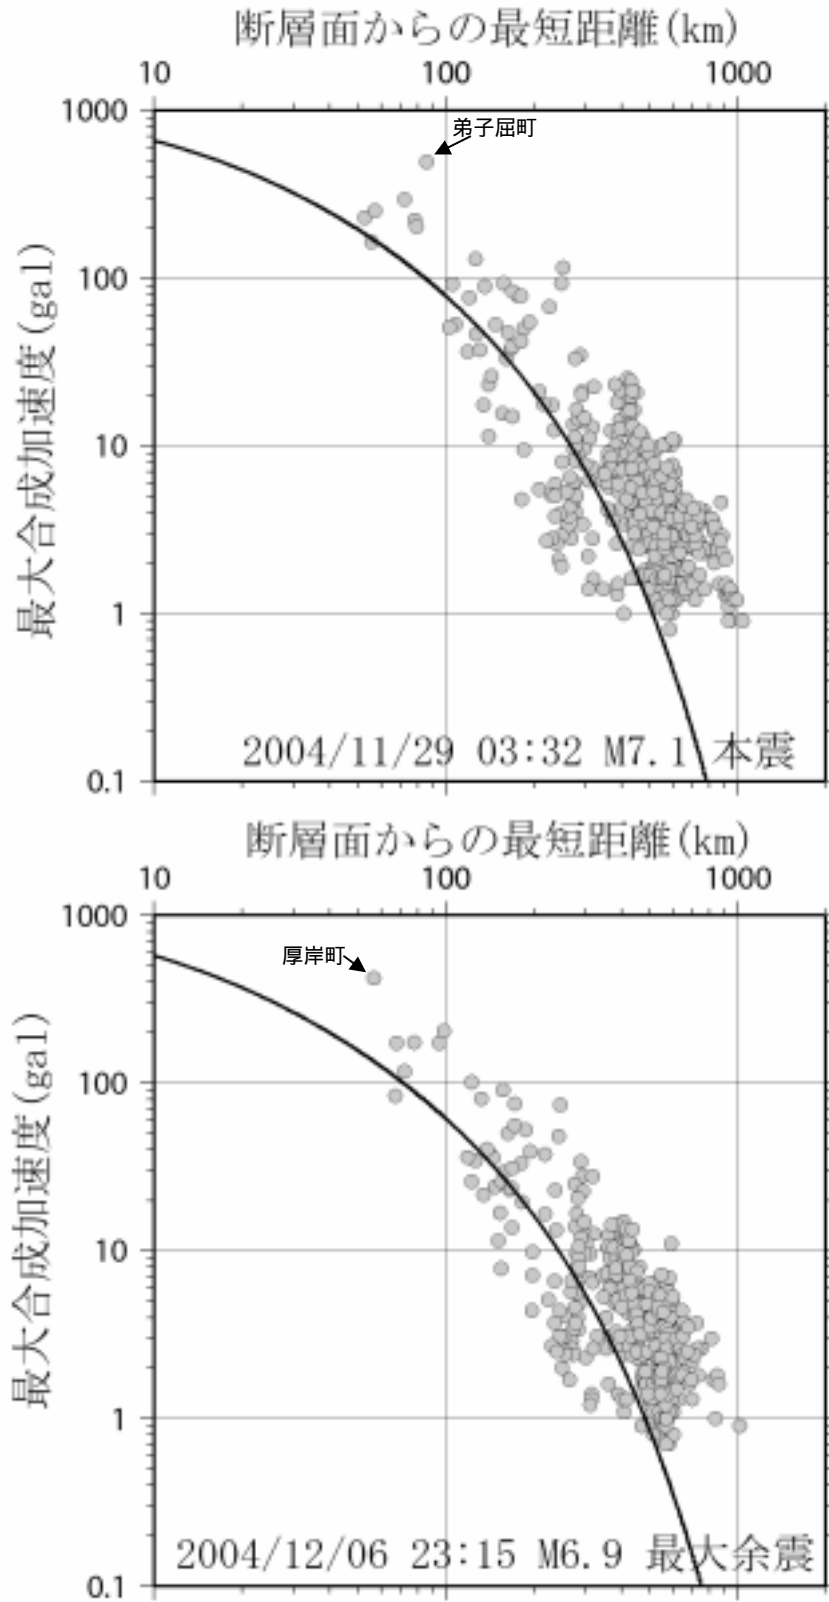 断層面からの最短距離(km)
10 100 1000
1000
弟子屈町
100
最大合成加速度(gal)
10
1
2004/11/29 03:32 M7.1 本震
0.1
断層面からの最短距離(km)
10 100 1000
1000
厚岸町
100
最大合成加速度(gal)
10
1
2004/12/06 23:15 M6.9 最大余震
0.1